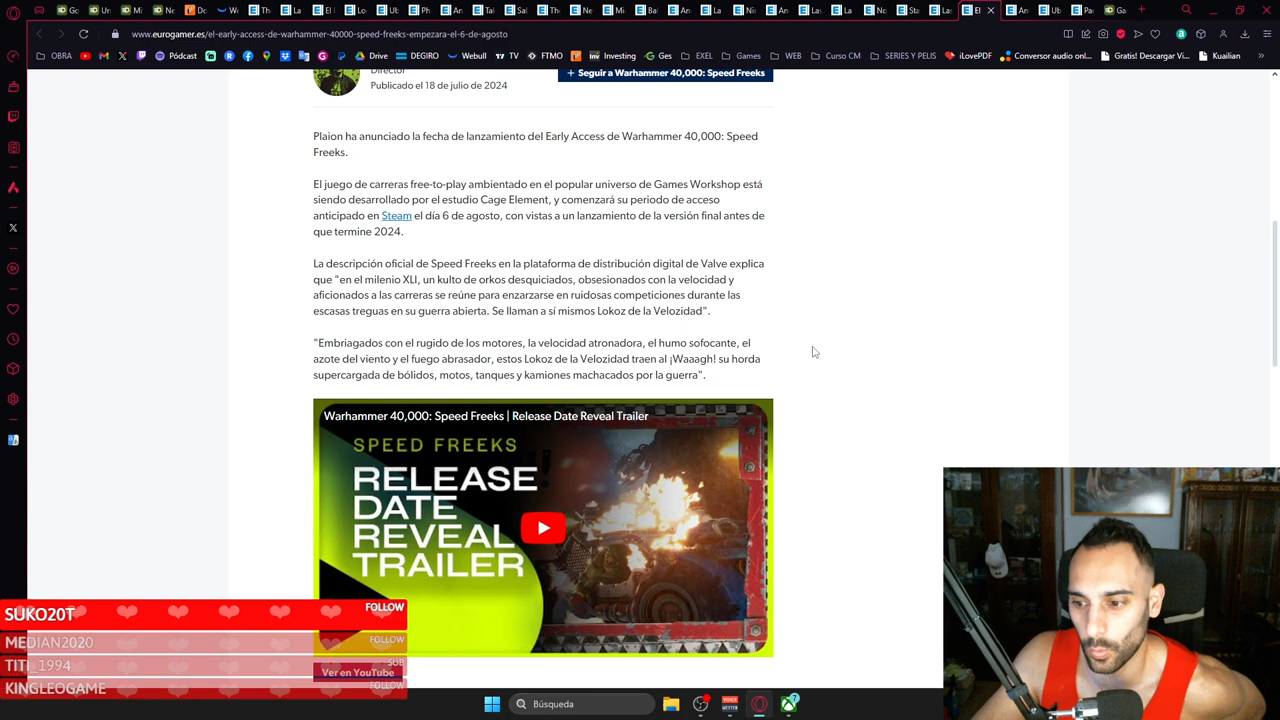 www.eurogamer.es/el-early-access-de-warhammer-40000-speed-freeks-empezara-el-6-de-agosto
OBRA
Pódcast
Drive
DEGIRO
Webull
TV
FTMO
Investing
Ges
EXEL
Games
WEB
Curso CM
SERIES Y PELIS
iLovePDF
Conversor audio onl...
Gratis! Descargar Vi...
Kuailian
Director
Publicado el 18 de julio de 2024
+ Seguir a Warhammer 40,000: Speed Freeks
Plaion ha anunciado la fecha de lanzamiento del Early Access de Warhammer 40,000: Speed
Freeks.
El juego de carreras free-to-play ambientado en el popular universo de Games Workshop está
siendo desarrollado por el estudio Cage Element, y comenzará su periodo de acceso
anticipado en Steam el día 6 de agosto, con vistas a un lanzamiento de la versión final antes de
que termine 2024.
La descripción oficial de Speed Freeks en la plataforma de distribución digital de Valve explica
que "en el milenio XLI, un kulto de orkos desquiciados, obsesionados con la velocidad y
aficionados a las carreras se reúne para enzarzarse en ruidosas competiciones durante las
escasas treguas en su guerra abierta. Se llaman a sí mismos Lokoz de la Velozidad".
"Embriagados con el rugido de los motores, la velocidad atronadora, el humo sofocante, el
azote del viento y el fuego abrasador, estos Lokoz de la Velozidad traen al ¡Waaagh! su horda
supercargada de bólidos, motos, tanques y kamiones machacados por la guerra".
Warhammer 40,000: Speed Freeks | Release Date Reveal Trailer
SPEED FREEKS
RELEASE
DATE
REVEAL
TRAILER
SUKO20T FOLLOW
MEDIAN2020 FOLLOW
TITI_1994 SUB
Ver en YouTube
KINGLEOGAME FOLLOW
Búsqueda